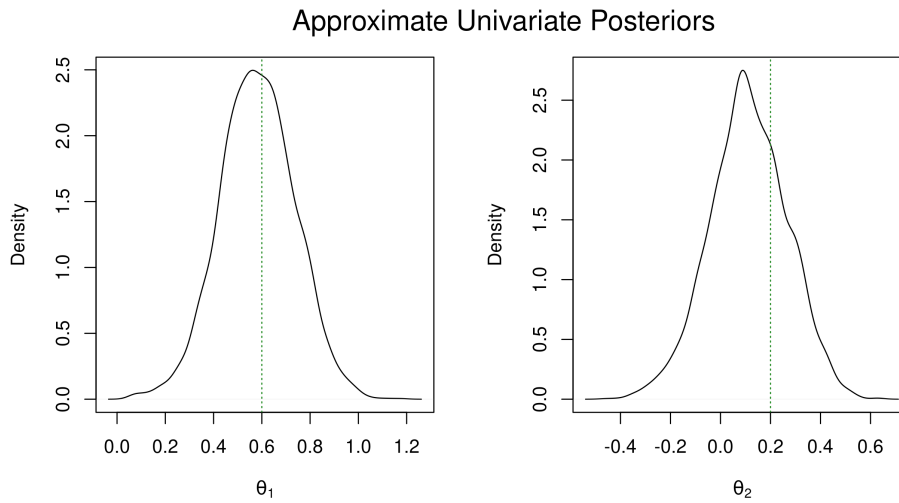 Approximate Univariate Posteriors
Density
0.0 0.5 1.0 1.5 2.0 2.5
0.0 0.2 0.4 0.6 0.8 1.0 1.2
θ1
Density
0.0 0.5 1.0 1.5 2.0 2.5
-0.4 -0.2 0.0 0.2 0.4 0.6
θ2